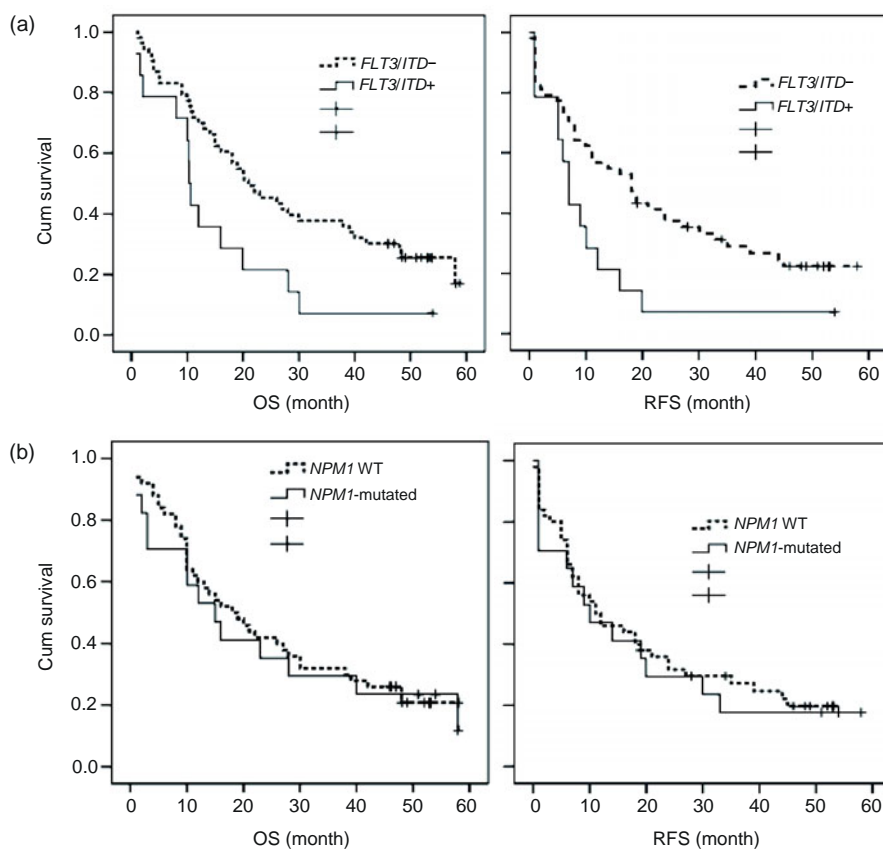 (a)
1.0
0.8
0.6
0.4
0.2
0.0
Cum survival
FLT3/ITD−
FLT3/ITD+
0 10 20 30 40 50 60
OS (month)
FLT3/ITD−
FLT3/ITD+
0 10 20 30 40 50 60
RFS (month)
(b)
1.0
0.8
0.6
0.4
0.2
0.0
Cum survival
NPM1 WT
NPM1-mutated
0 10 20 30 40 50 60
OS (month)
NPM1 WT
NPM1-mutated
0 10 20 30 40 50 60
RFS (month)